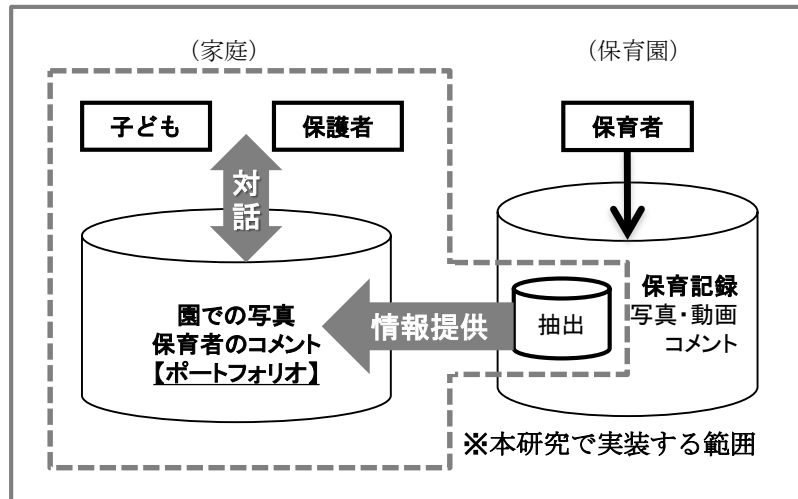 （家庭）
（保育園）
子ども
保護者
保育者
対話
園での写真
保育者のコメント
【ポートフォリオ】
情報提供
抽出
保育記録
写真・動画
コメント
※本研究で実装する範囲